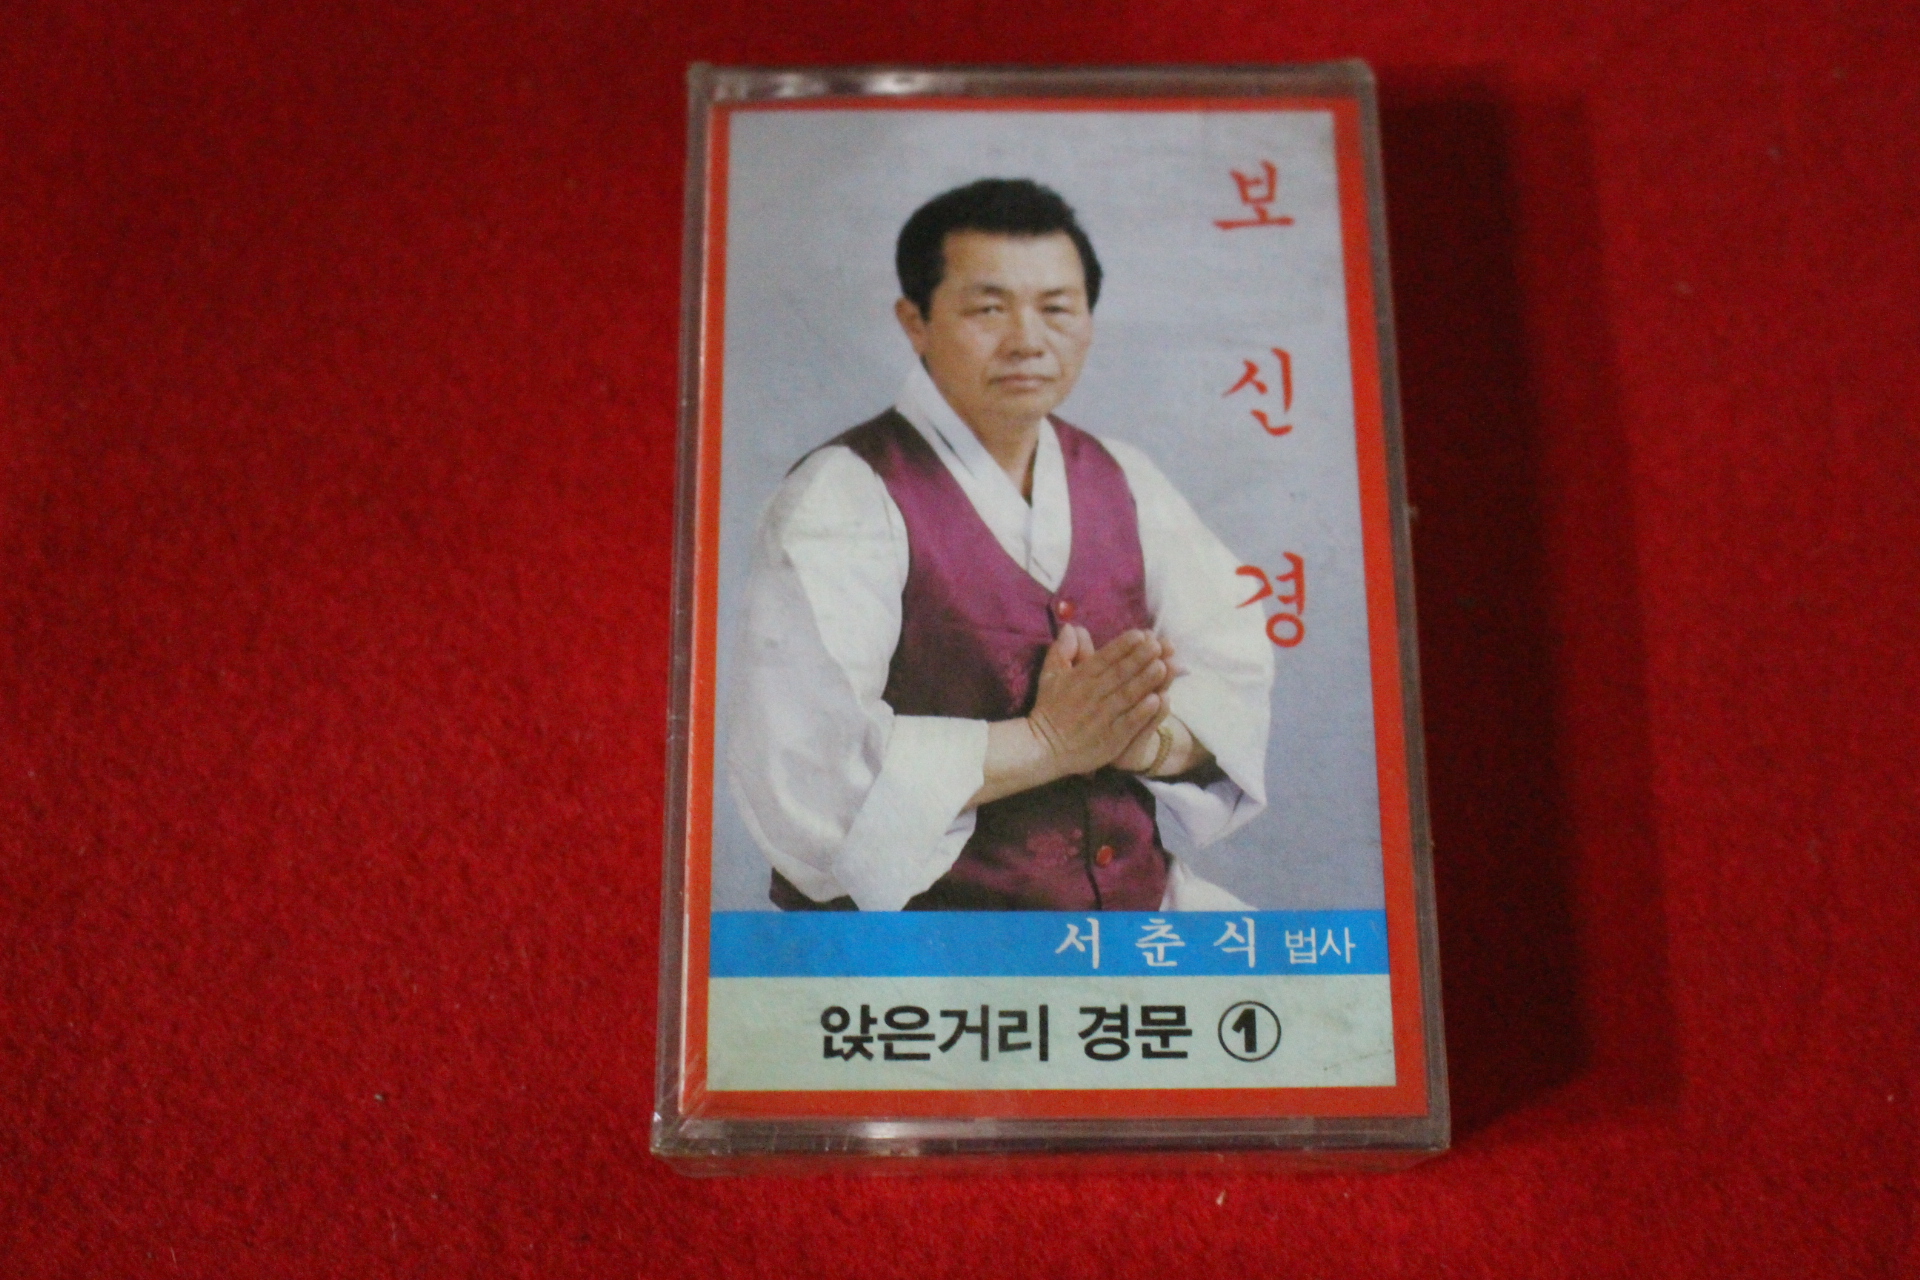 보신경
서춘식 법사
앉은거리 경문 ①